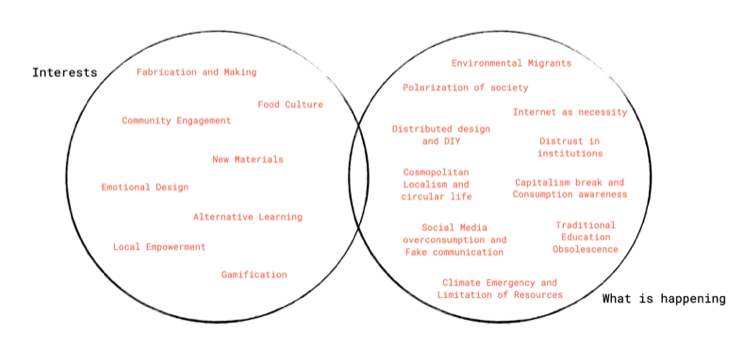 Interests
Fabrication and Making
Food Culture
Community Engagement
New Materials
Emotional Design
Alternative Learning
Local Empowerment
Gamification
Environmental Migrants
Polarization of society
Internet as necessity
Distributed design
and DIY
Distrust in
institutions
Cosmopolitan
Localism and
circular life
Capitalism break and
Consumption awareness
Social Media
overconsumption and
Fake communication
Traditional
Education
Obsolescence
Climate Emergency and
Limitation of Resources
What is happening